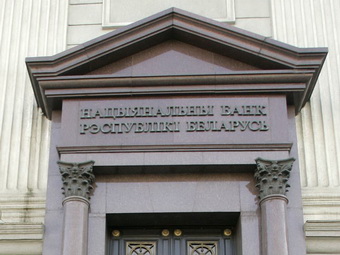 НАЦЫЯНАЛЬНЫ БАНК
РЭСПУБЛІКІ БЕЛАРУСЬ